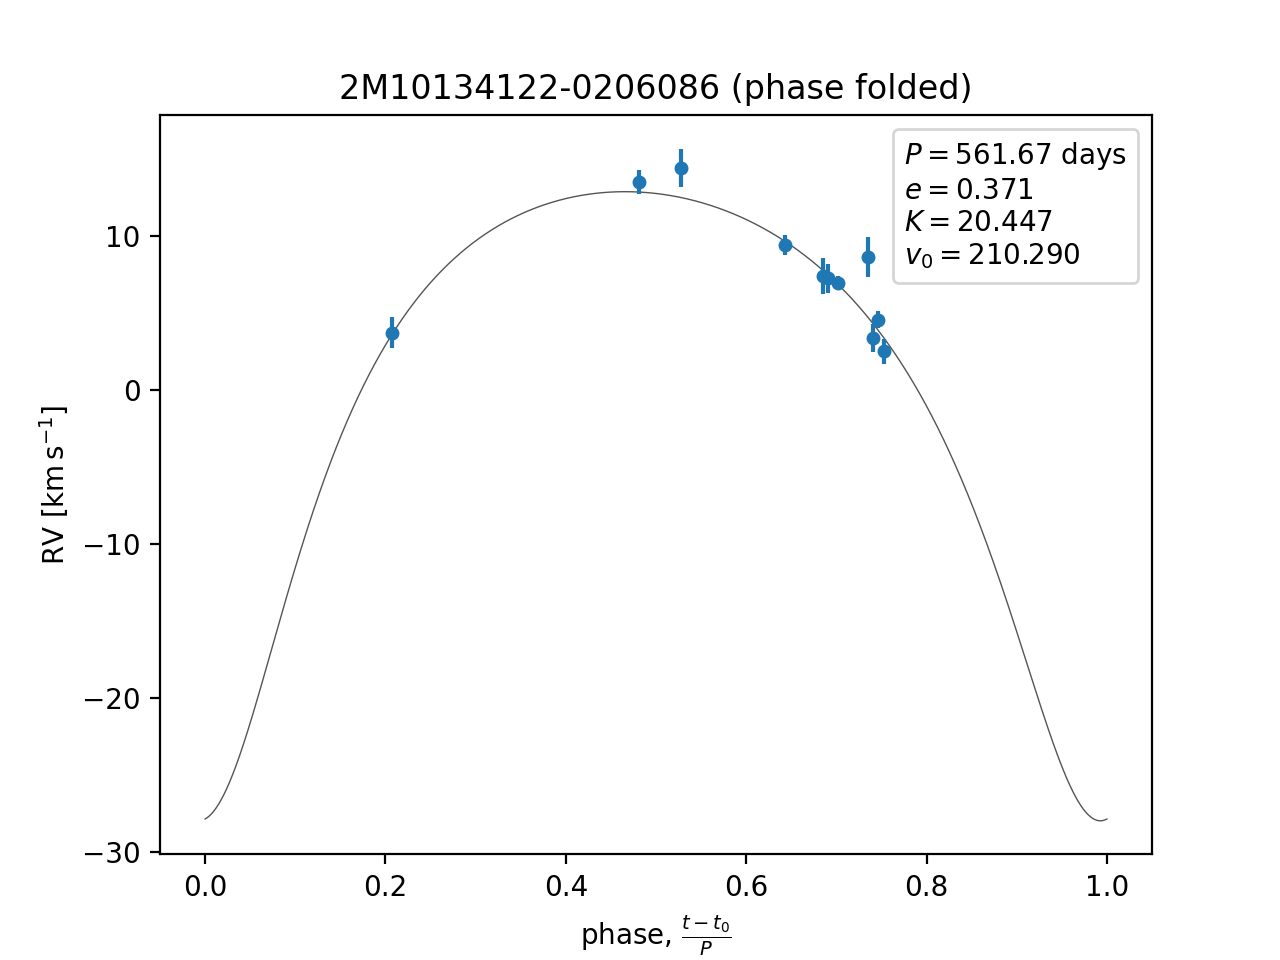 2M10134122-0206086 (phase folded)
P = 561.67 days
e = 0.371
K = 20.447
v₀ = 210.290
10
0
−10
−20
−30
RV [km s⁻¹]
0.0 0.2 0.4 0.6 0.8 1.0
phase, (t − t₀)/P